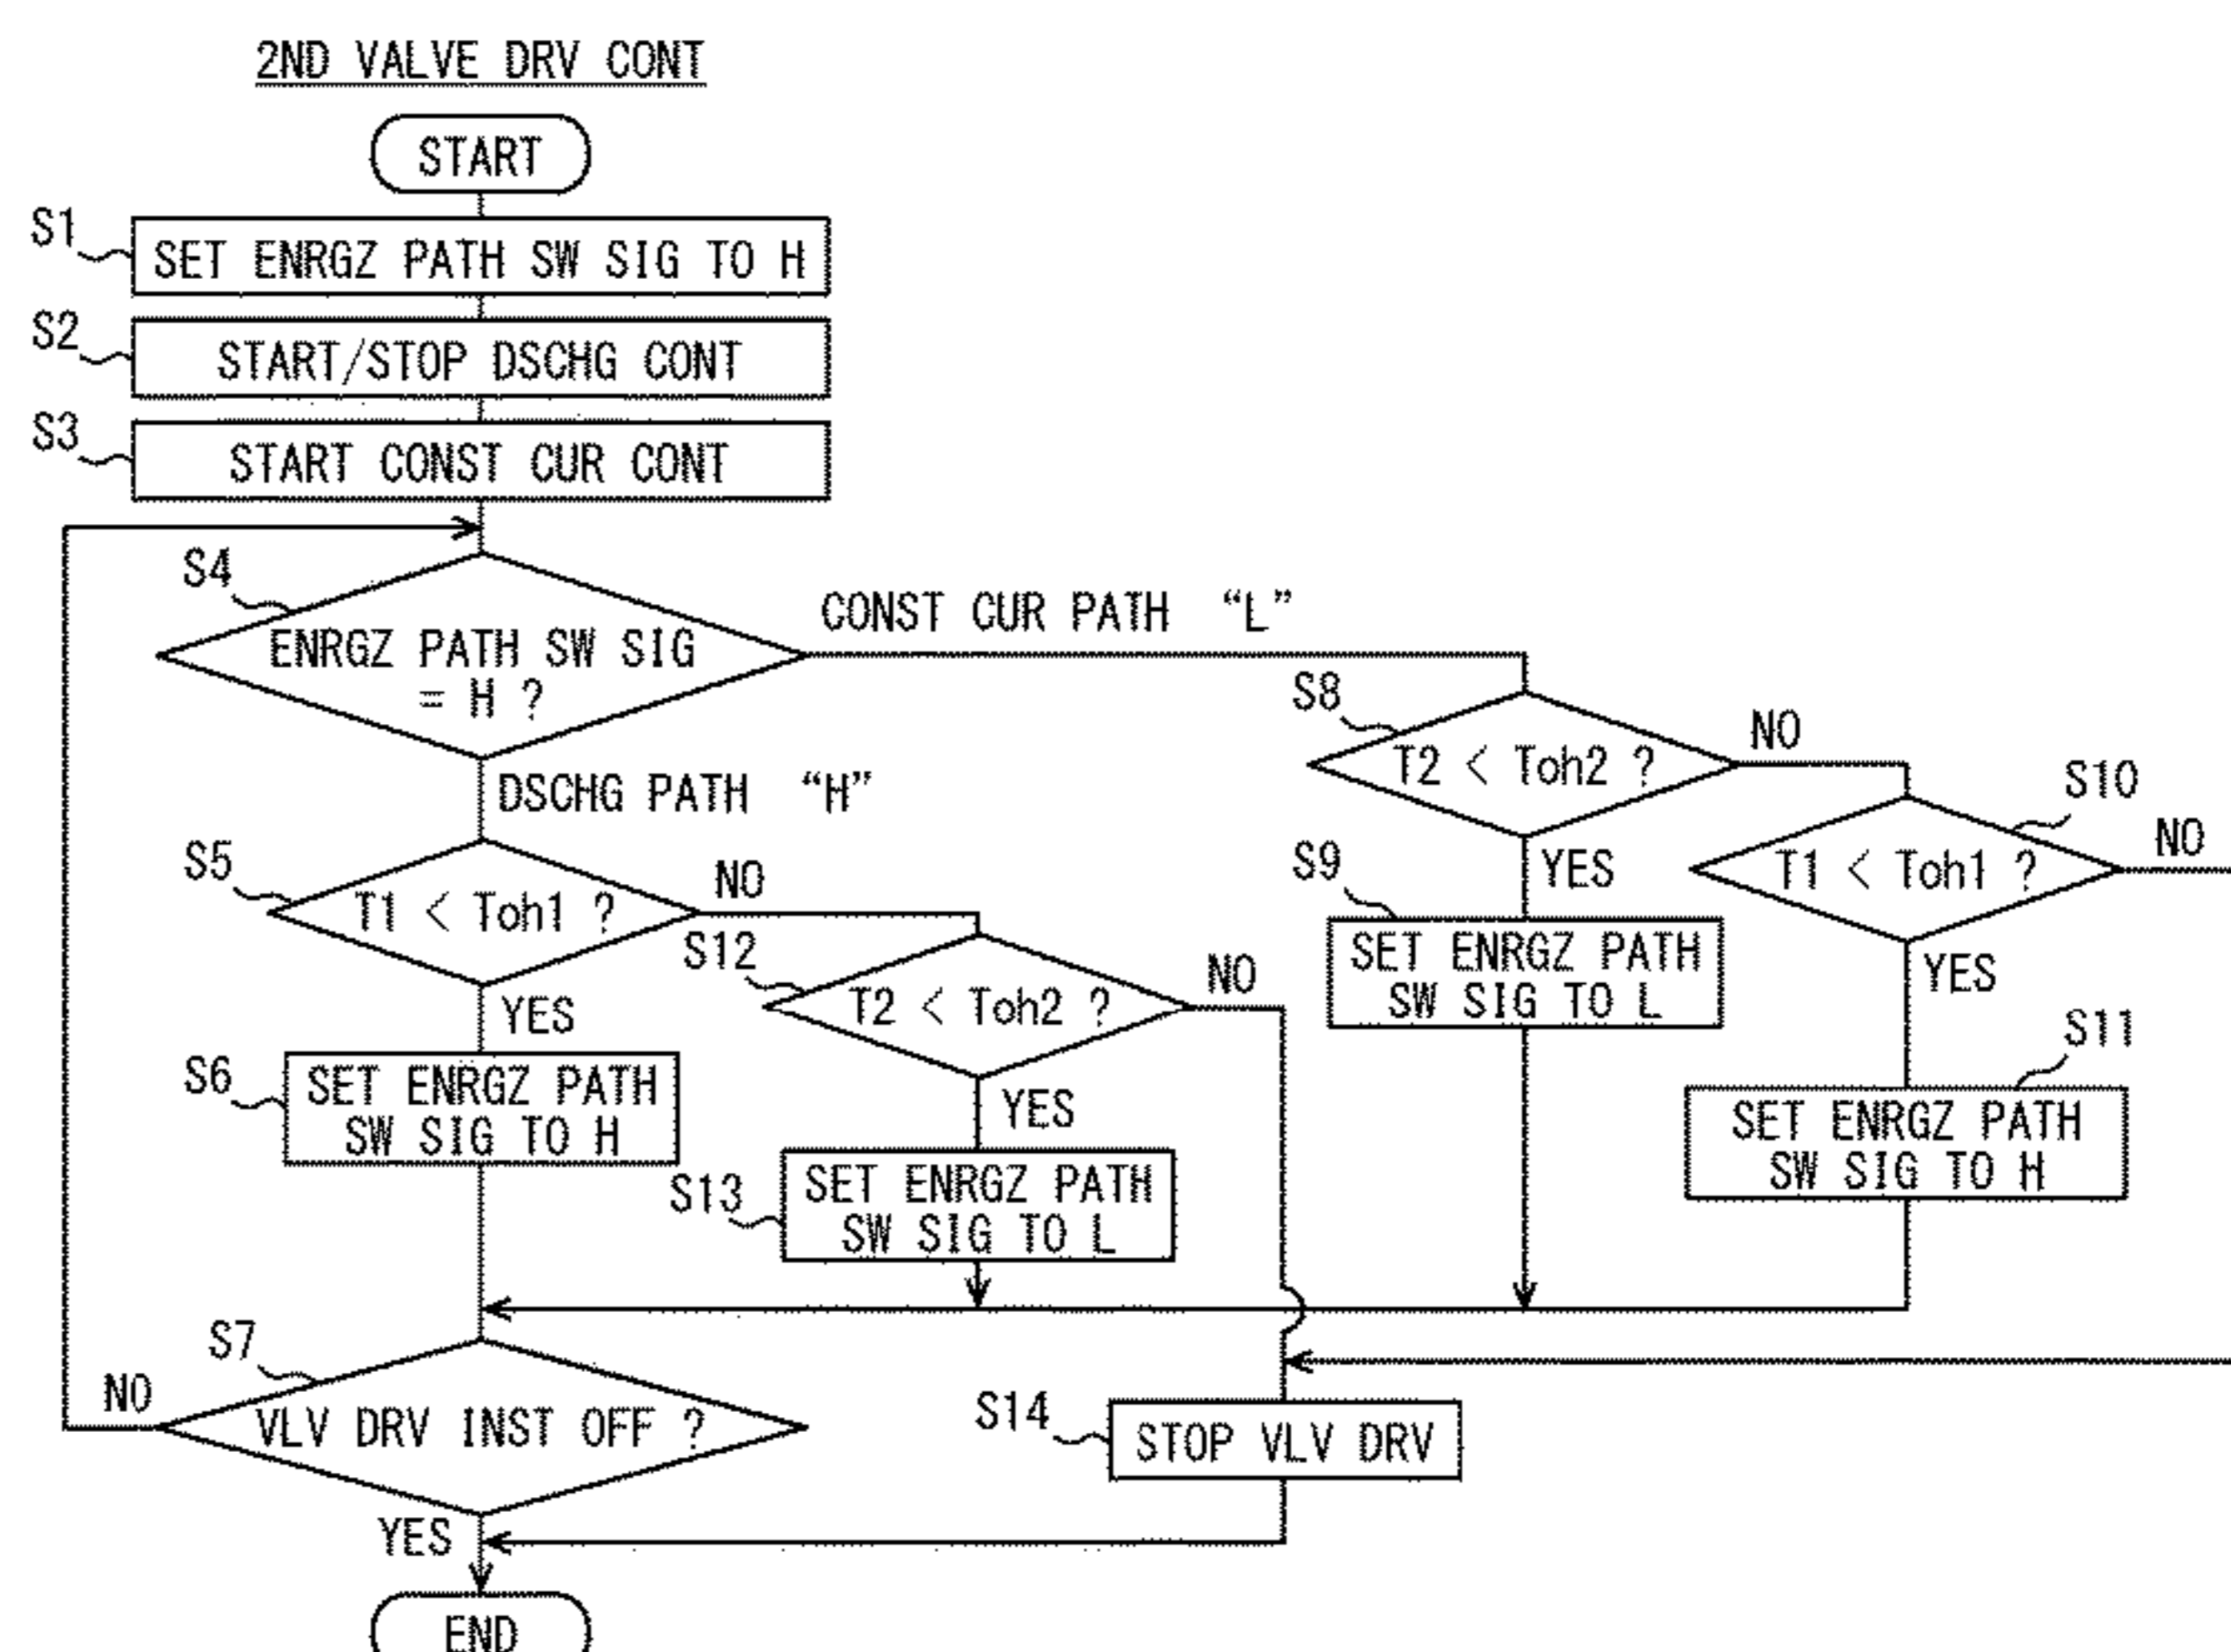 2ND VALVE DRV CONT
START
S1
SET ENRGZ PATH SW SIG TO H
S2
START/STOP DSCHG CONT
S3
START CONST CUR CONT
S4
ENRGZ PATH SW SIG
= H ?
CONST CUR PATH “L”
DSCHG PATH “H”
S5
T1 < Toh1 ?
NO
YES
S6
SET ENRGZ PATH
SW SIG TO H
S12
T2 < Toh2 ?
NO
YES
S13
SET ENRGZ PATH
SW SIG TO L
S8
T2 < Toh2 ?
NO
YES
S9
SET ENRGZ PATH
SW SIG TO L
S10
T1 < Toh1 ?
NO
YES
S11
SET ENRGZ PATH
SW SIG TO H
S7
VLV DRV INST OFF ?
NO
YES
S14
STOP VLV DRV
END